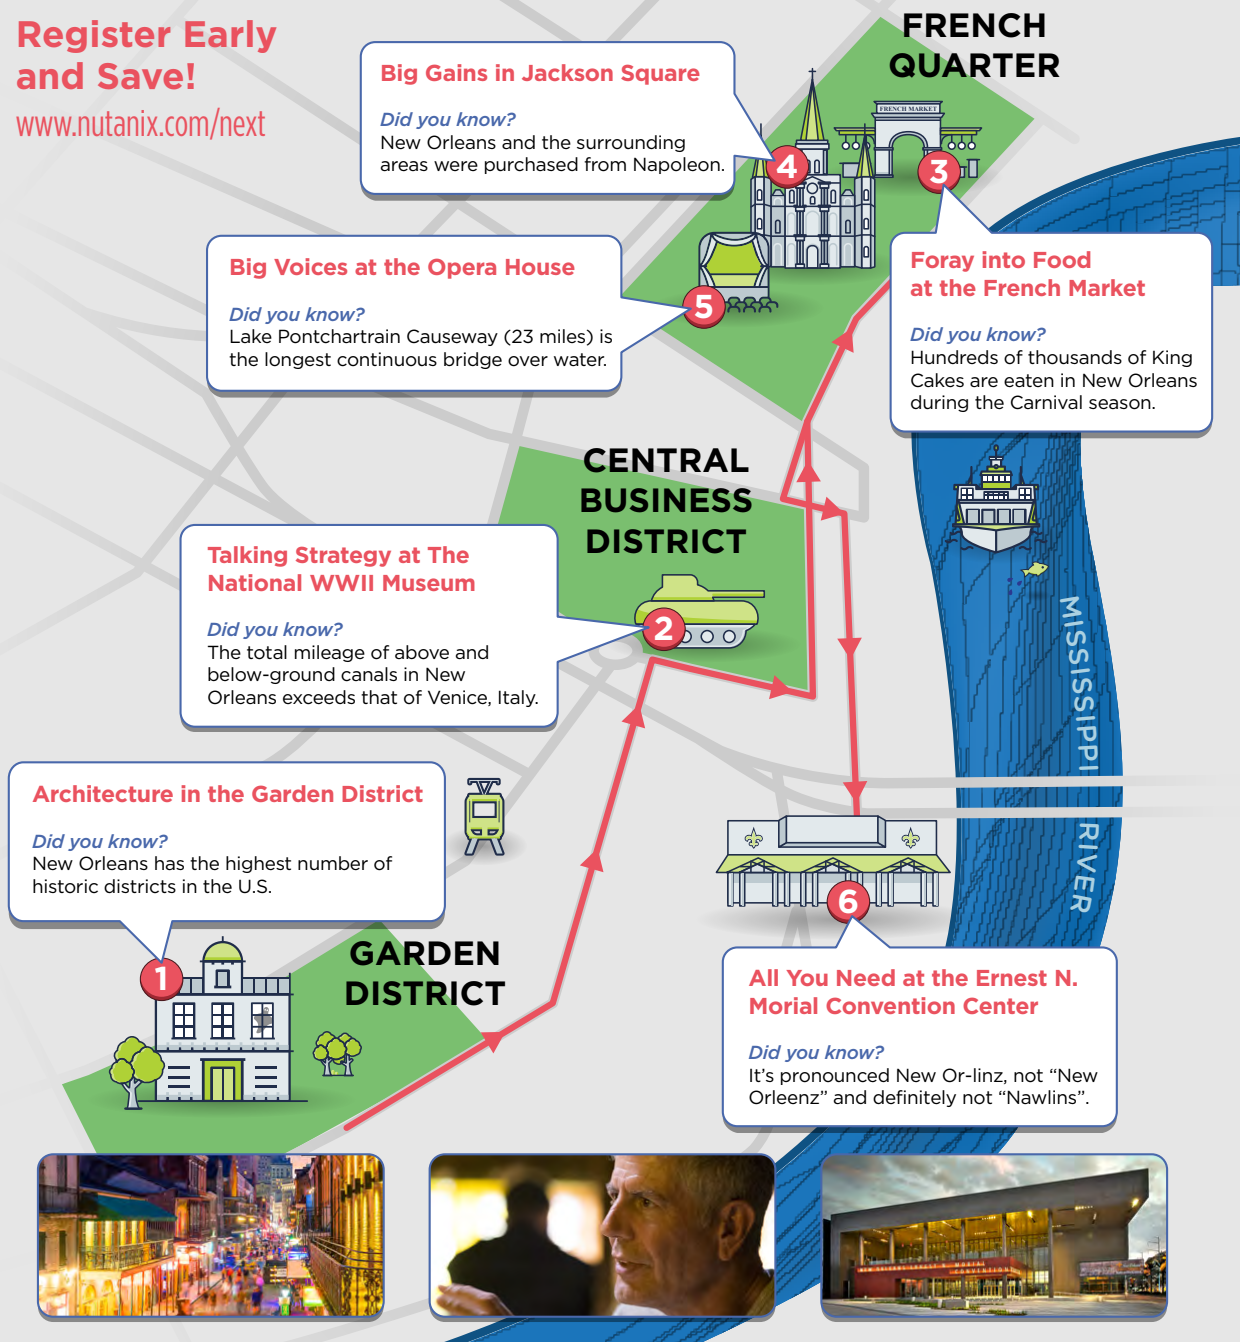 Register Early
and Save!
www.nutanix.com/next
FRENCH
QUARTER
Big Gains in Jackson Square
Did you know?
New Orleans and the surrounding
areas were purchased from Napoleon.
FRENCH MARKET
4
3
Big Voices at the Opera House
Did you know?
Lake Pontchartrain Causeway (23 miles) is
the longest continuous bridge over water.
5
Foray into Food
at the French Market
Did you know?
Hundreds of thousands of King
Cakes are eaten in New Orleans
during the Carnival season.
CENTRAL
BUSINESS
DISTRICT
Talking Strategy at The
National WWII Museum
Did you know?
The total mileage of above and
below-ground canals in New
Orleans exceeds that of Venice, Italy.
2
MISSISSIPPI RIVER
Architecture in the Garden District
Did you know?
New Orleans has the highest number of
historic districts in the U.S.
1
GARDEN
DISTRICT
6
All You Need at the Ernest N.
Morial Convention Center
Did you know?
It's pronounced New Or-linz, not “New
Orleenz” and definitely not “Nawlins”.